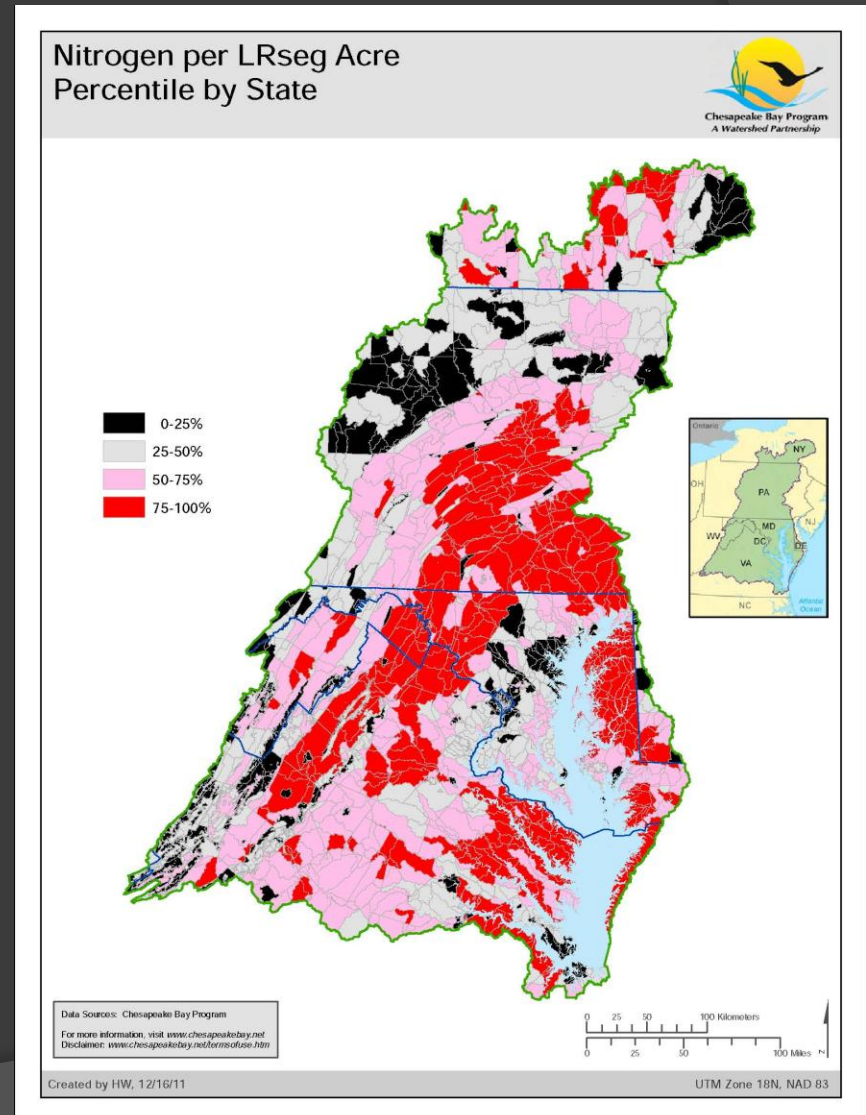 Nitrogen per LRseg Acre
Percentile by State
Chesapeake Bay Program
A Watershed Partnership
0-25%
25-50%
50-75%
75-100%
Ontario
NY
OH
PA
NJ
MD
WV
DC
DE
VA
NC
Atlantic
Ocean
Data Sources: Chesapeake Bay Program
For more information, visit www.chesapeakebay.net
Disclaimer: www.chesapeakebay.net/termsofuse.htm
0 25 50 100 Kilometers
0 25 50 100 Miles
N
Created by HW, 12/16/11
UTM Zone 18N, NAD 83